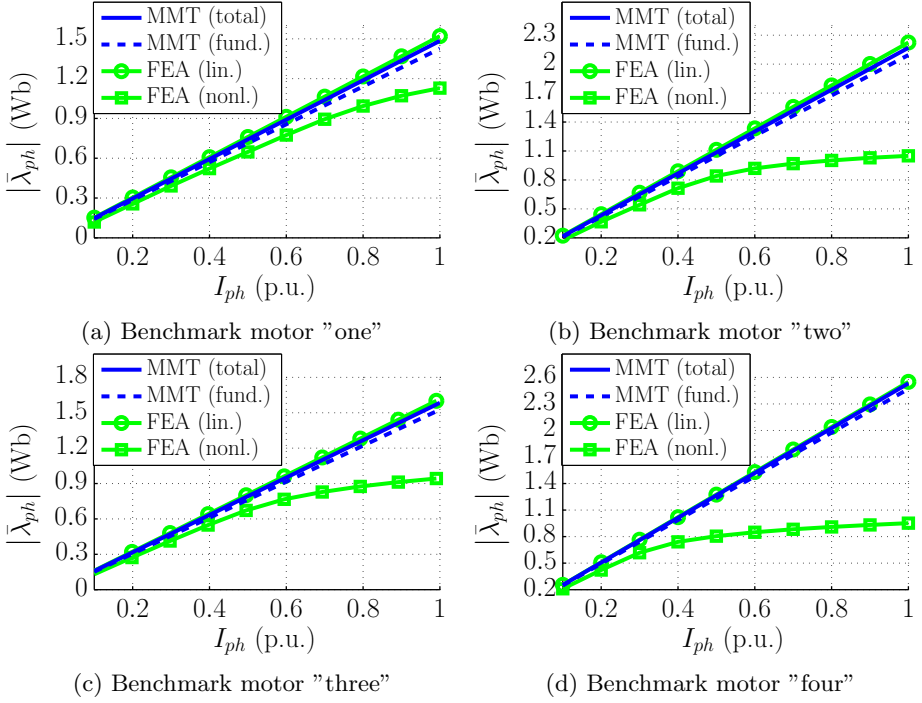 MMT (total)
MMT (fund.)
FEA (lin.)
FEA (nonl.)
|λ̄ph| (Wb)
1.5
1.2
0.9
0.6
0.3
0
0.2 0.4 0.6 0.8 1
Iph (p.u.)
(a) Benchmark motor "one"
MMT (total)
MMT (fund.)
FEA (lin.)
FEA (nonl.)
|λ̄ph| (Wb)
2.3
2
1.7
1.4
1.1
0.8
0.5
0.2
0.2 0.4 0.6 0.8 1
Iph (p.u.)
(b) Benchmark motor "two"
MMT (total)
MMT (fund.)
FEA (lin.)
FEA (nonl.)
|λ̄ph| (Wb)
1.8
1.5
1.2
0.9
0.6
0.3
0
0.2 0.4 0.6 0.8 1
Iph (p.u.)
(c) Benchmark motor "three"
MMT (total)
MMT (fund.)
FEA (lin.)
FEA (nonl.)
|λ̄ph| (Wb)
2.6
2.3
2
1.7
1.4
1.1
0.8
0.5
0.2
0.2 0.4 0.6 0.8 1
Iph (p.u.)
(d) Benchmark motor "four"